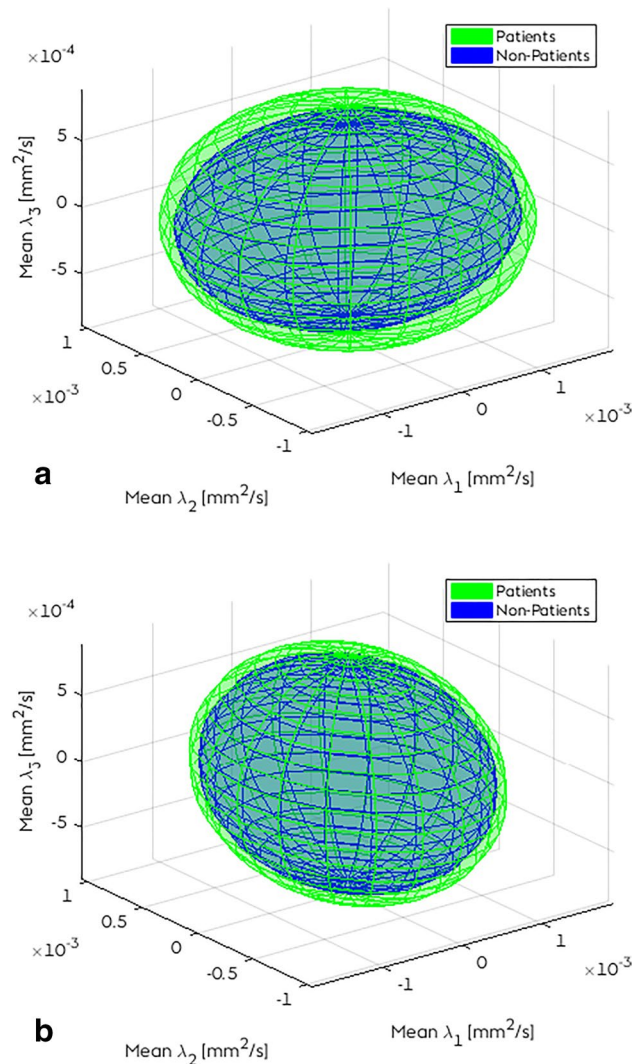 ×10⁻⁴
Patients
Non-Patients
5
0
-5
Mean λ₃ [mm²/s]
1
0.5
0
-0.5
-1
×10⁻³
-1
0
1
×10⁻³
a
Mean λ₂ [mm²/s]
Mean λ₁ [mm²/s]
×10⁻⁴
Patients
Non-Patients
5
0
-5
Mean λ₃ [mm²/s]
1
0.5
0
-0.5
-1
×10⁻³
-1
0
1
×10⁻³
b
Mean λ₂ [mm²/s]
Mean λ₁ [mm²/s]